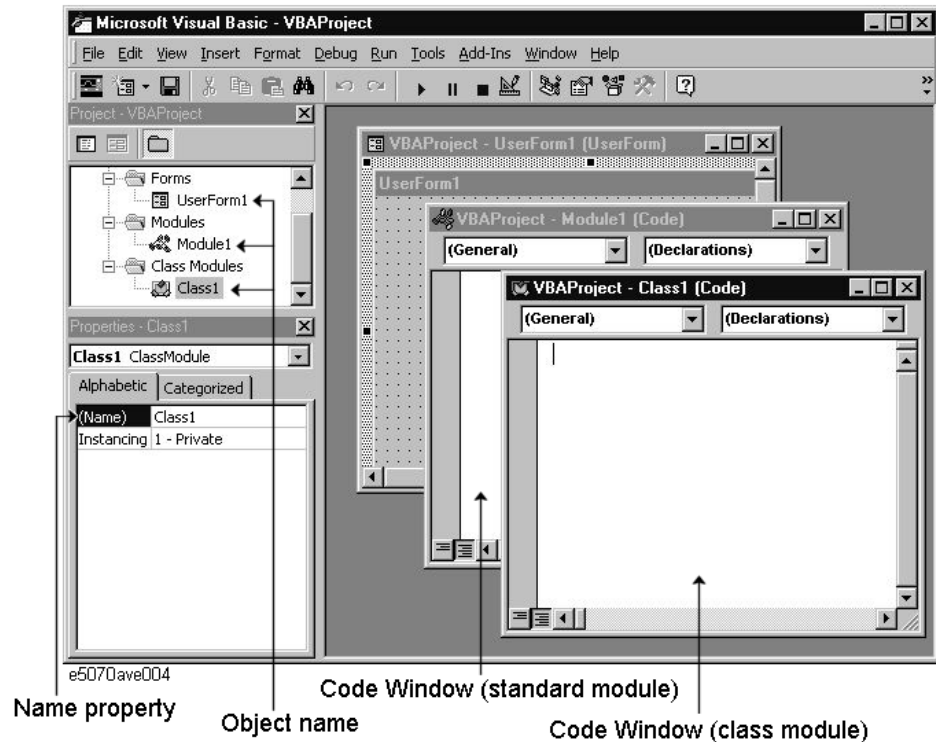 Microsoft Visual Basic - VBAProject
File Edit View Insert Format Debug Run Tools Add-Ins Window Help
Project - VBAProject
Forms
UserForm1
Modules
Module1
Class Modules
Class1
Properties - Class1
Class1 ClassModule
Alphabetic Categorized
(Name) Class1
Instancing 1 - Private
VBAProject - UserForm1 (UserForm)
UserForm1
VBAProject - Module1 (Code)
(General) (Declarations)
VBAProject - Class1 (Code)
(General) (Declarations)
e5070ave004
Name property
Object name
Code Window (standard module)
Code Window (class module)